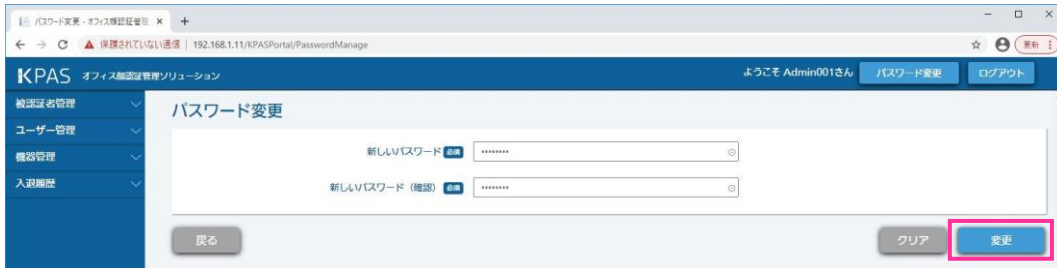 パスワード変更 - オフィス顔認証管理 × +
保護されていない通信 | 192.168.1.11/KPASPortal/PasswordManage 更新
KPAS オフィス顔認証管理ソリューション ようこそ Admin001さん パスワード変更 ログアウト
被認証者管理
ユーザー管理
機器管理
入退履歴
パスワード変更
新しいパスワード 必須 ••••••••
新しいパスワード（確認） 必須 ••••••••
戻る クリア 変更